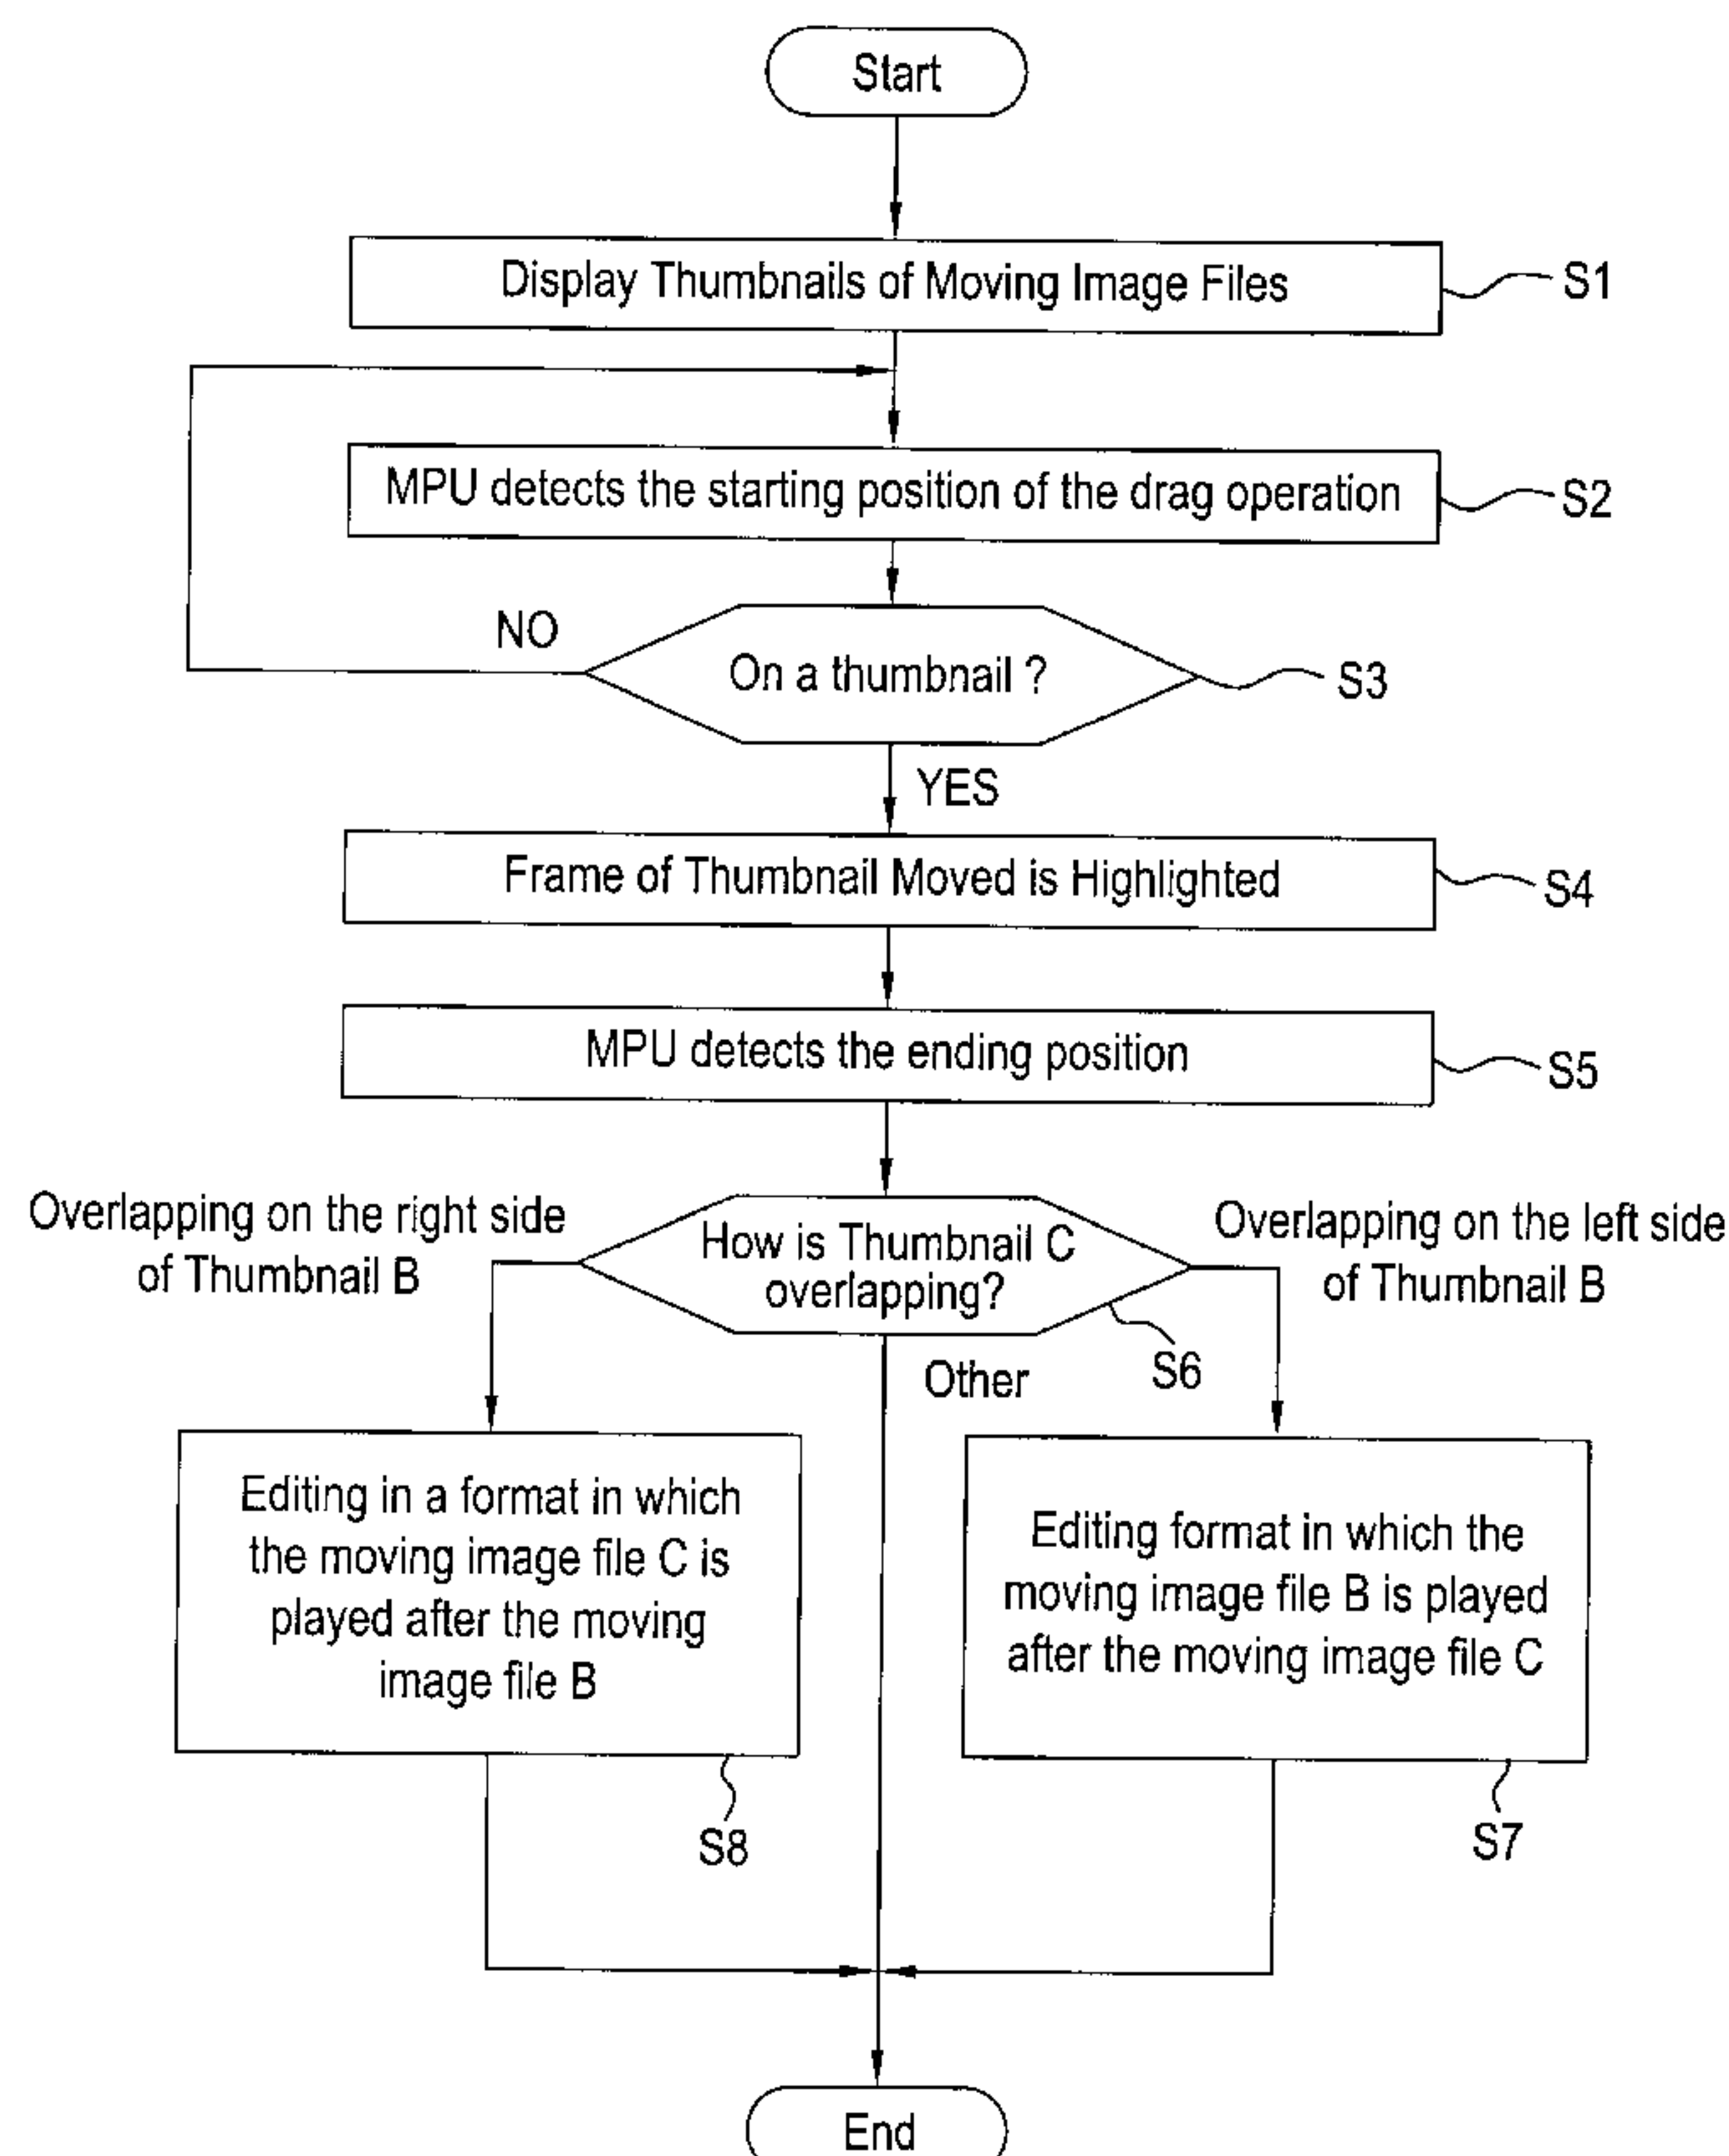 Start
Display Thumbnails of Moving Image Files
S1
MPU detects the starting position of the drag operation
S2
NO
On a thumbnail ?
S3
YES
Frame of Thumbnail Moved is Highlighted
S4
MPU detects the ending position
S5
Overlapping on the right side
of Thumbnail B
How is Thumbnail C
overlapping?
Overlapping on the left side
of Thumbnail B
S6
Other
Editing in a format in which
the moving image file C is
played after the moving
image file B
S8
Editing format in which the
moving image file B is played
after the moving image file C
S7
End